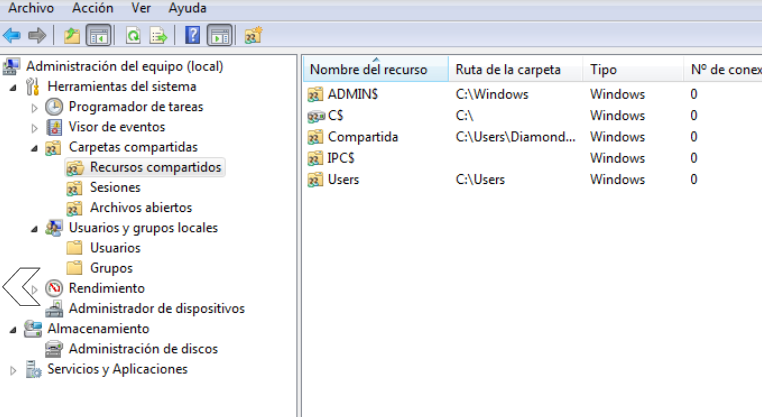 Archivo Acción Ver Ayuda
Administración del equipo (local)
Herramientas del sistema
Programador de tareas
Visor de eventos
Carpetas compartidas
Recursos compartidos
Sesiones
Archivos abiertos
Usuarios y grupos locales
Usuarios
Grupos
Rendimiento
Administrador de dispositivos
Almacenamiento
Administración de discos
Servicios y Aplicaciones
Nombre del recurso Ruta de la carpeta Tipo Nº de conex
ADMIN$ C:\Windows Windows 0
C$ C:\ Windows 0
Compartida C:\Users\Diamond... Windows 0
IPC$ Windows 0
Users C:\Users Windows 0